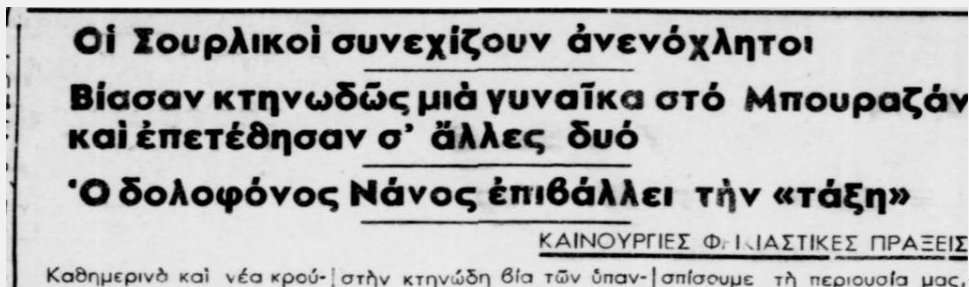 Οἱ Σουρλικοὶ συνεχίζουν ἀνενόχλητοι
Βίασαν κτηνωδῶς μιὰ γυναῖκα στό Μπουραζάν
καὶ ἐπετέθησαν σ' ἄλλες δυό
Ὁ δολοφόνος Νάνος ἐπιβάλλει τὴν «τάξη»
ΚΑΙΝΟΥΡΓΙΕΣ ΠΡΑΞΕΙΣ
Καθημερινὰ καὶ νέα κρού- στὴν κτηνώδη βία τῶν ὑπαν- σπίσουμε τὴ περιουσία μας,